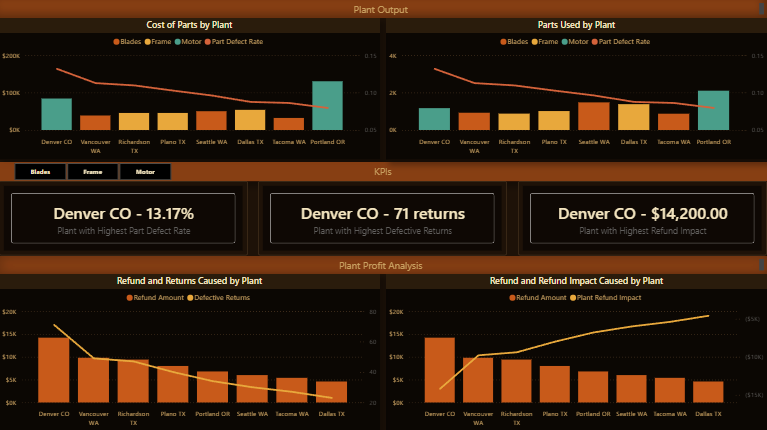 Plant Output
Cost of Parts by Plant
Blades Frame Motor Part Defect Rate
$200K
$100K
$0K
0.15
0.10
0.05
Denver CO Vancouver WA Richardson TX Plano TX Seattle WA Dallas TX Tacoma WA Portland OR
Parts Used by Plant
Blades Frame Motor Part Defect Rate
4K
2K
0K
0.15
0.10
0.05
Denver CO Vancouver WA Richardson TX Plano TX Seattle WA Dallas TX Tacoma WA Portland OR
Blades Frame Motor
KPIs
Denver CO - 13.17%
Plant with Highest Part Defect Rate
Denver CO - 71 returns
Plant with Highest Defective Returns
Denver CO - $14,200.00
Plant with Highest Refund Impact
Plant Profit Analysis
Refund and Returns Caused by Plant
Refund Amount Defective Returns
$20K
$15K
$10K
$5K
$0K
80
60
40
20
Denver CO Vancouver WA Richardson TX Plano TX Portland OR Seattle WA Tacoma WA Dallas TX
Refund and Refund Impact Caused by Plant
Refund Amount Plant Refund Impact
$20K
$15K
$10K
$5K
$0K
($5K)
($10K)
($15K)
Denver CO Vancouver WA Richardson TX Plano TX Portland OR Seattle WA Tacoma WA Dallas TX